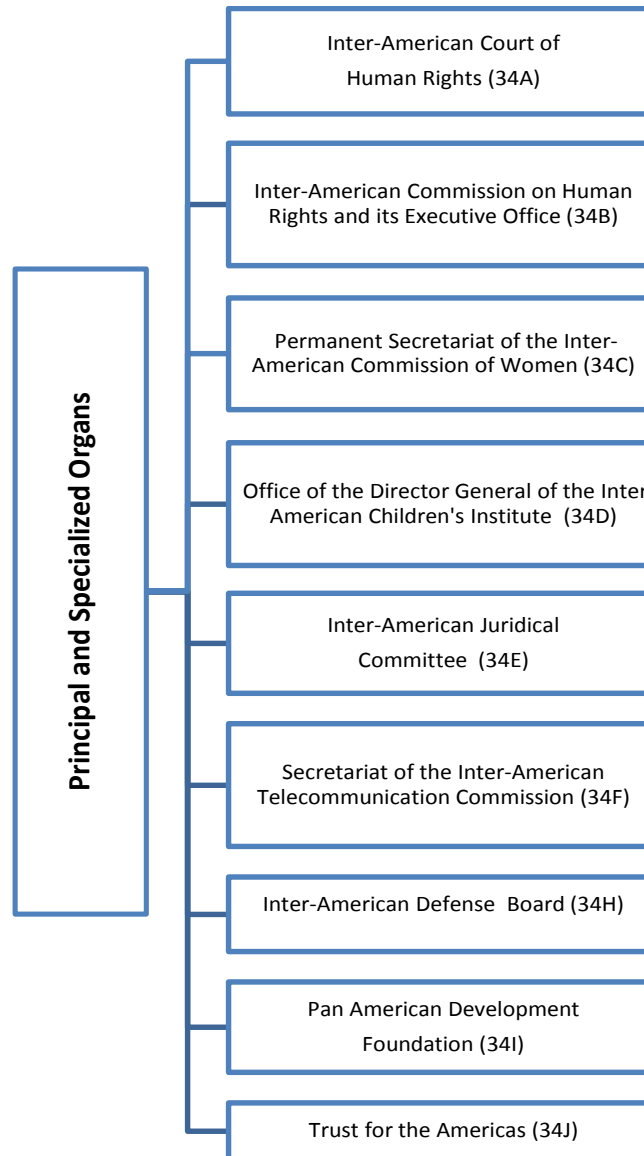 Principal and Specialized Organs
Inter-American Court of
Human Rights (34A)
Inter-American Commission on Human
Rights and its Executive Office (34B)
Permanent Secretariat of the Inter-
American Commission of Women (34C)
Office of the Director General of the Inter
American Children's Institute (34D)
Inter-American Juridical
Committee (34E)
Secretariat of the Inter-American
Telecommunication Commission (34F)
Inter-American Defense Board (34H)
Pan American Development
Foundation (34I)
Trust for the Americas (34J)